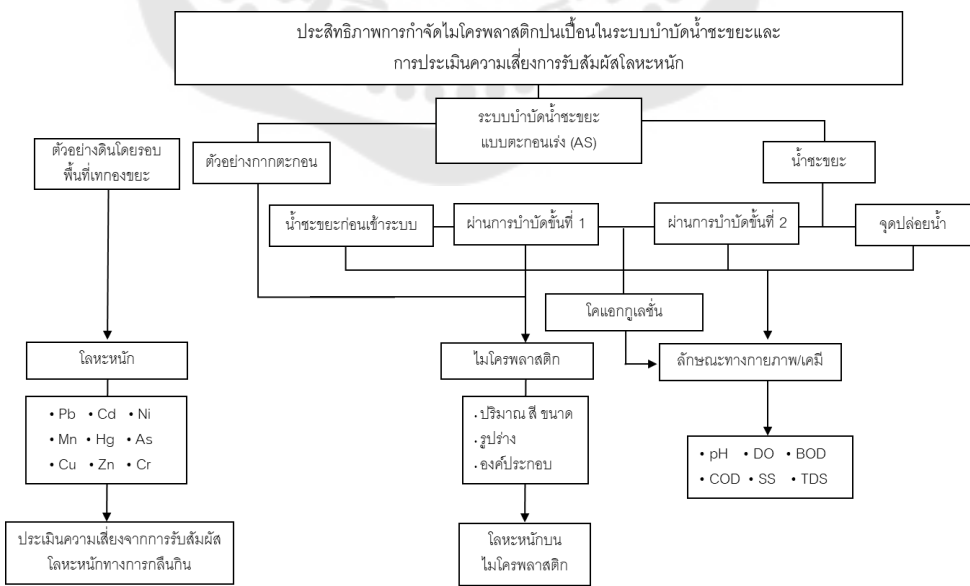 ประสิทธิภาพการกำจัดไมโครพลาสติกปนเปื้อนในระบบบำบัดน้ำชะขยะและ
การประเมินความเสี่ยงการรับสัมผัสโลหะหนัก
ระบบบำบัดน้ำชะขยะ
แบบตะกอนเร่ง (AS)
ตัวอย่างดินโดยรอบ
พื้นที่เทกองขยะ
ตัวอย่างกากตะกอน
น้ำชะขยะ
น้ำชะขยะก่อนเข้าระบบ
ผ่านการบำบัดขั้นที่ 1
ผ่านการบำบัดขั้นที่ 2
จุดปล่อยน้ำ
โคแอกกูเลชั่น
โลหะหนัก
ไมโครพลาสติก
ลักษณะทางกายภาพ/เคมี
• Pb • Cd • Ni
• Mn • Hg • As
• Cu • Zn • Cr
• ปริมาณ สี ขนาด
• รูปร่าง
• องค์ประกอบ
• pH • DO • BOD
• COD • SS • TDS
ประเมินความเสี่ยงจากการรับสัมผัส
โลหะหนักทางการกลืนกิน
โลหะหนักบน
ไมโครพลาสติก